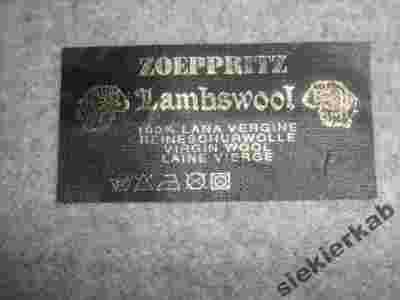 ZOEPPRITZ
Lambswool
100% LANA VERGINE
REINESCHURWOLLE
VIRGIN WOOL
LAINE VIERGE
siekierkab